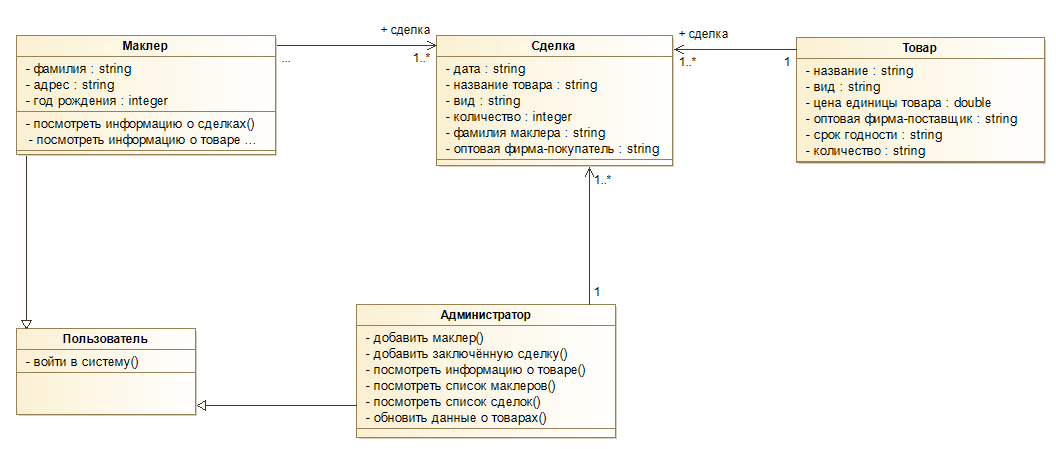 Маклер
- фамилия : string
- адрес : string
- год рождения : integer
- посмотреть информацию о сделках()
- посмотреть информацию о товаре ...
+ сделка
...
1..*
Сделка
- дата : string
- название товара : string
- вид : string
- количество : integer
- фамилия маклера : string
- оптовая фирма-покупатель : string
+ сделка
1..*
1
Товар
- название : string
- вид : string
- цена единицы товара : double
- оптовая фирма-поставщик : string
- срок годности : string
- количество : string
1..*
1
Пользователь
- войти в систему()
Администратор
- добавить маклер()
- добавить заключённую сделку()
- посмотреть информацию о товаре()
- посмотреть список маклеров()
- посмотреть список сделок()
- обновить данные о товарах()